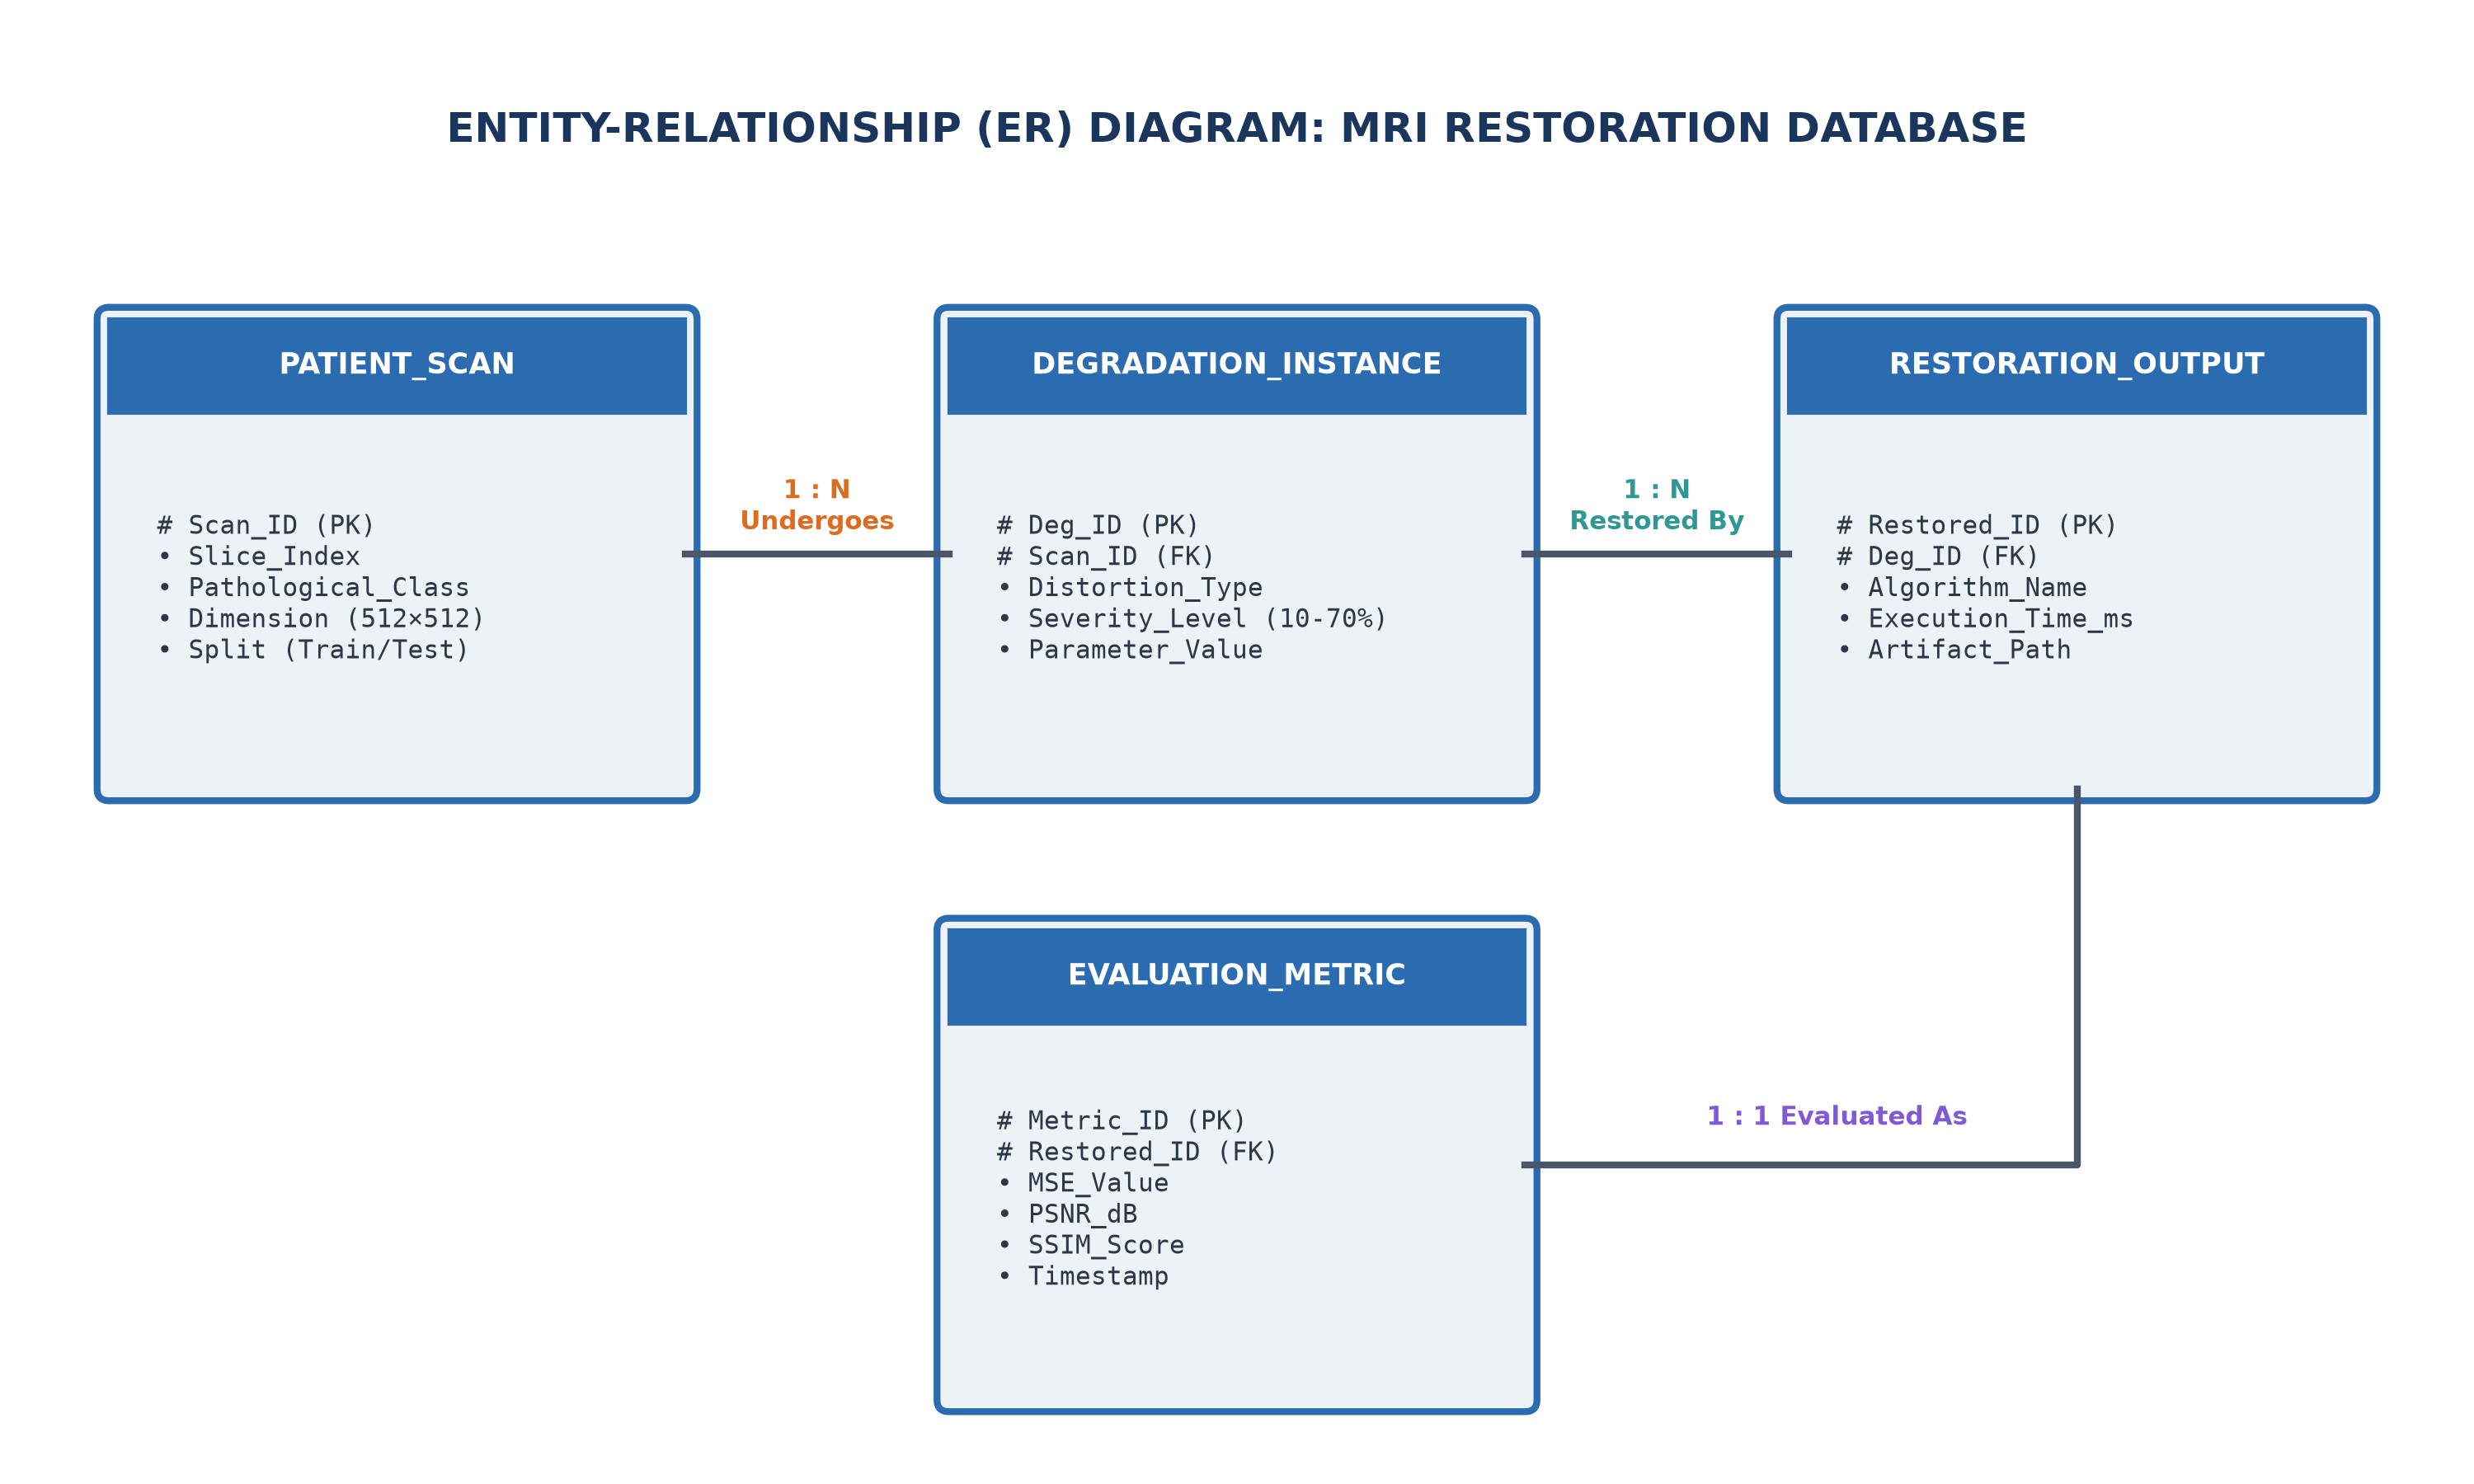 ENTITY-RELATIONSHIP (ER) DIAGRAM: MRI RESTORATION DATABASE
PATIENT_SCAN
# Scan_ID (PK)
• Slice_Index
• Pathological_Class
• Dimension (512×512)
• Split (Train/Test)
1 : N
Undergoes
DEGRADATION_INSTANCE
# Deg_ID (PK)
# Scan_ID (FK)
• Distortion_Type
• Severity_Level (10-70%)
• Parameter_Value
1 : N
Restored By
RESTORATION_OUTPUT
# Restored_ID (PK)
# Deg_ID (FK)
• Algorithm_Name
• Execution_Time_ms
• Artifact_Path
EVALUATION_METRIC
# Metric_ID (PK)
# Restored_ID (FK)
• MSE_Value
• PSNR_dB
• SSIM_Score
• Timestamp
1 : 1 Evaluated As